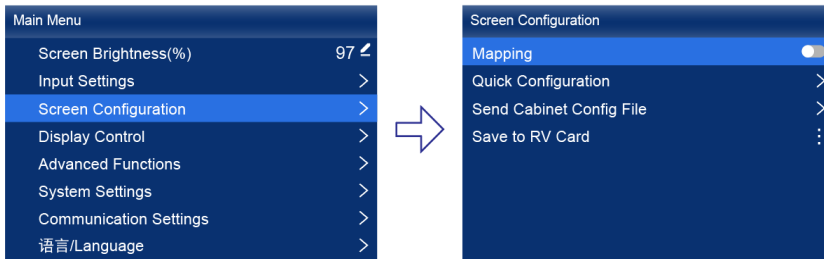 Main Menu
Screen Brightness(%) 97
Input Settings
Screen Configuration
Display Control
Advanced Functions
System Settings
Communication Settings
语言/Language
Screen Configuration
Mapping
Quick Configuration
Send Cabinet Config File
Save to RV Card